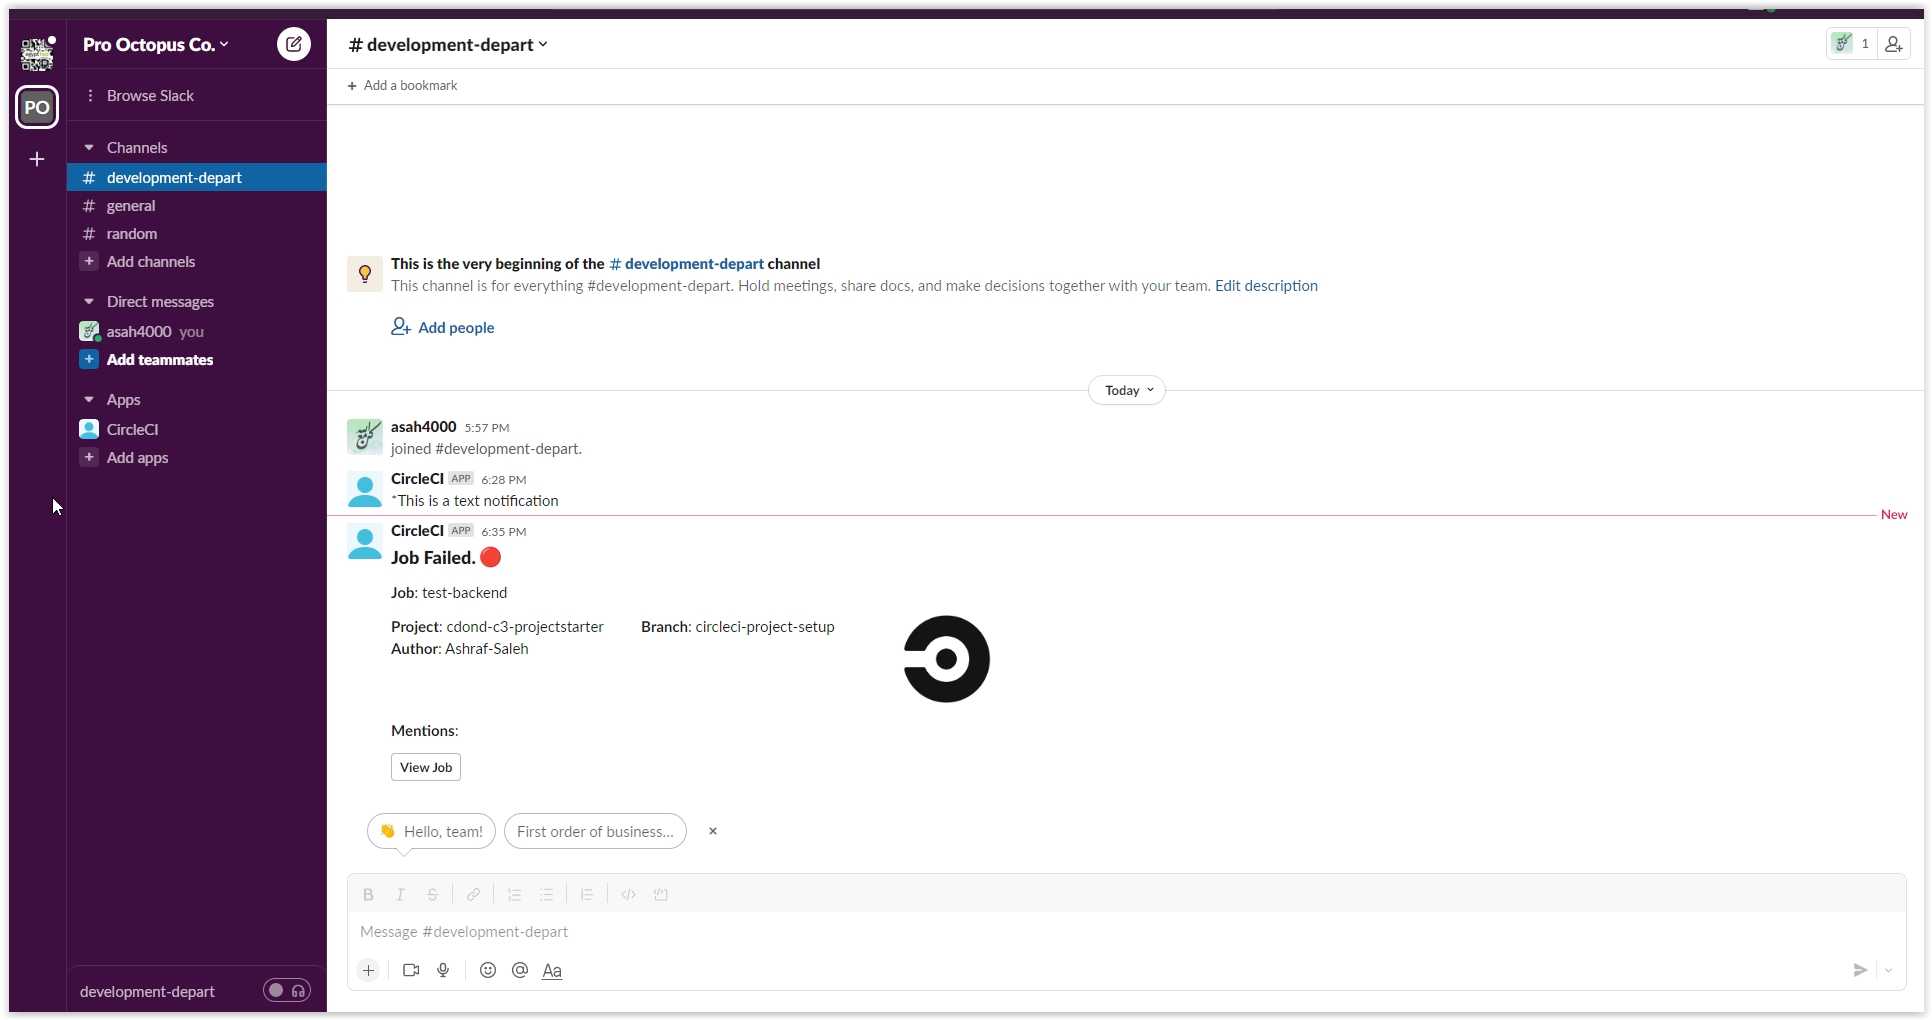 Pro Octopus Co.
PO
Browse Slack
Channels
# development-depart
# general
# random
+ Add channels
Direct messages
asah4000 you
+ Add teammates
Apps
CircleCI
+ Add apps
development-depart
# development-depart
1
+ Add a bookmark
This is the very beginning of the # development-depart channel
This channel is for everything #development-depart. Hold meetings, share docs, and make decisions together with your team. Edit description
Add people
Today
asah4000 5:57 PM
joined #development-depart.
CircleCI APP 6:28 PM
*This is a text notification
New
CircleCI APP 6:35 PM
Job Failed. 🔴
Job: test-backend
Project: cdond-c3-projectstarter Branch: circleci-project-setup
Author: Ashraf-Saleh
Mentions:
View Job
👋 Hello, team! First order of business... ×
B I S
Message #development-depart
+ @ Aa